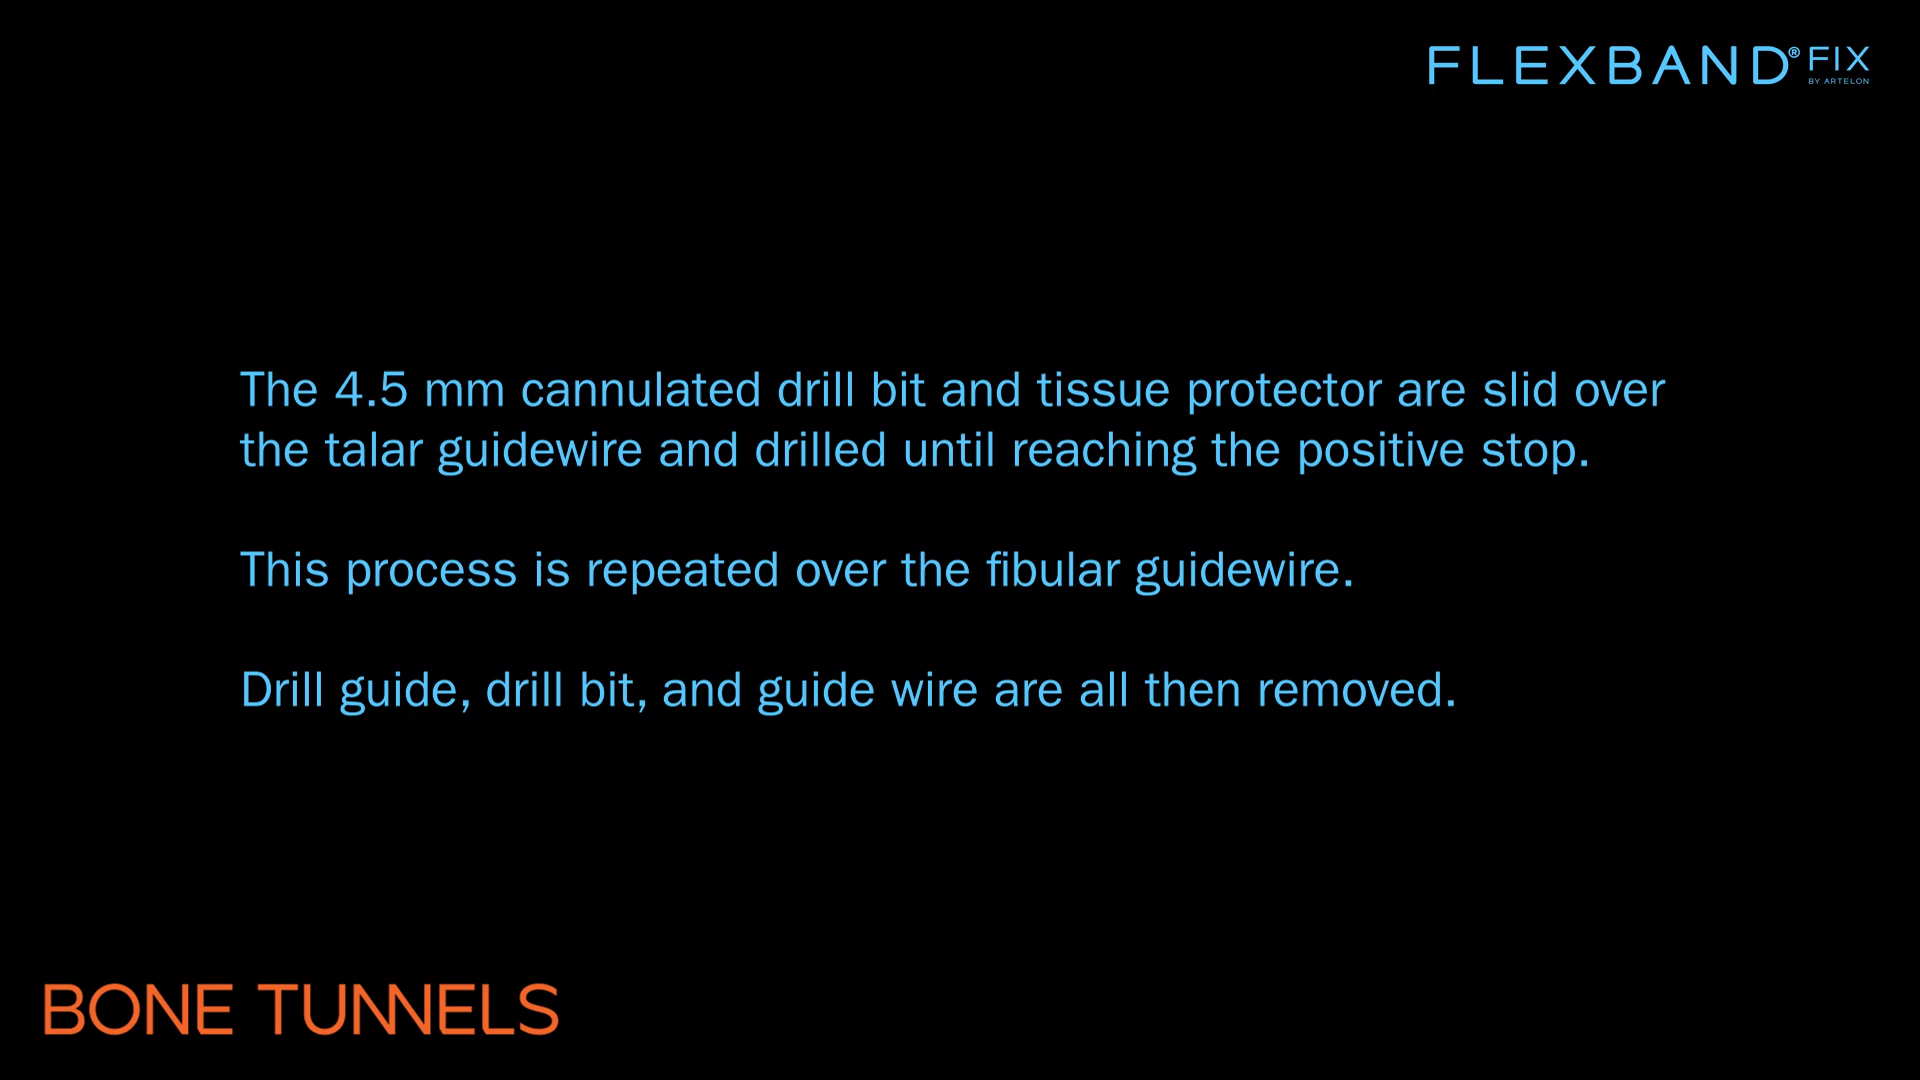 FLEXBAND® FIX
BY ARTELON
The 4.5 mm cannulated drill bit and tissue protector are slid over
the talar guidewire and drilled until reaching the positive stop.
This process is repeated over the fibular guidewire.
Drill guide, drill bit, and guide wire are all then removed.
BONE TUNNELS